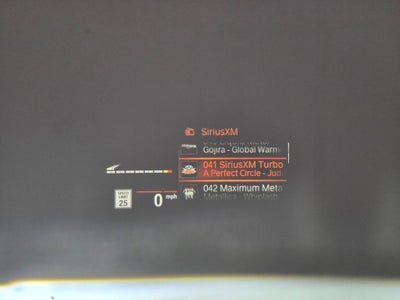 SiriusXM
Gojira - Global Warm
041 SiriusXM Turbo
A Perfect Circle - Jud
SPEED
LIMIT
25
0 mph
042 Maximum Meta
Metallica - Whiplash